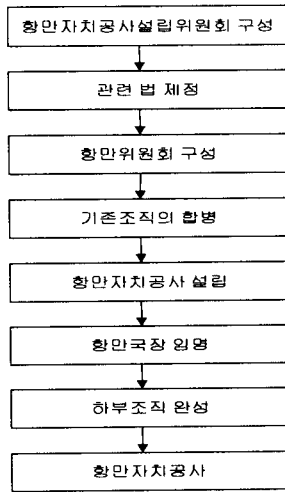 항만자치공사설립위원회 구성
관련 법 제정
항만위원회 구성
기존조직의 합병
항만자치공사 설립
항만국장 임명
하부조직 완성
항만자치공사